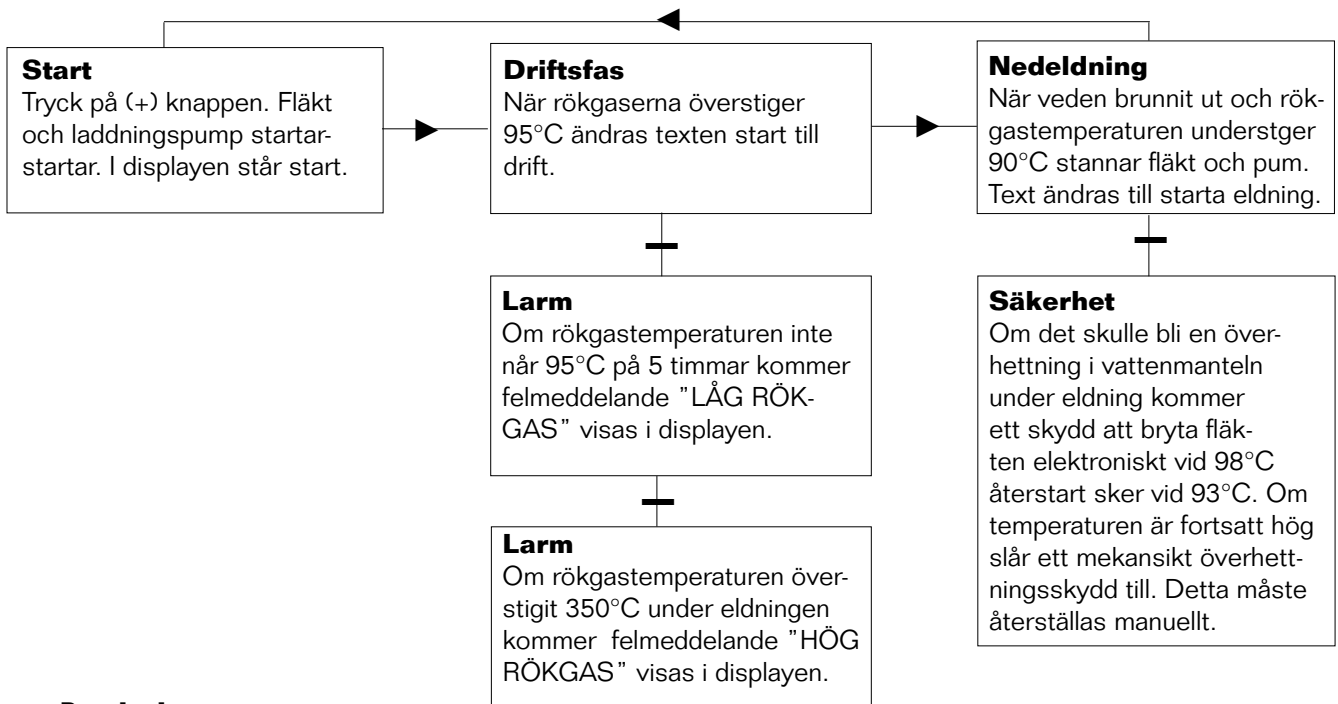 Start
Tryck på (+) knappen. Fläkt
och laddningspump startar-
startar. I displayen står start.
Driftsfas
När rökgaserna överstiger
95°C ändras texten start till
drift.
Nedeldning
När veden brunnit ut och rök-
gastemperaturen understger
90°C stannar fläkt och pum.
Text ändras till starta eldning.
Larm
Om rökgastemperaturen inte
når 95°C på 5 timmar kommer
felmeddelande "LÅG RÖK-
GAS" visas i displayen.
Larm
Om rökgastemperaturen över-
stigit 350°C under eldningen
kommer felmeddelande "HÖG
RÖKGAS" visas i displayen.
Säkerhet
Om det skulle bli en över-
hettning i vattenmanteln
under eldning kommer
ett skydd att bryta fläk-
ten elektroniskt vid 98°C
återstart sker vid 93°C. Om
temperaturen är fortsatt hög
slår ett mekansikt överhett-
ningsskydd till. Detta måste
återställas manuellt.